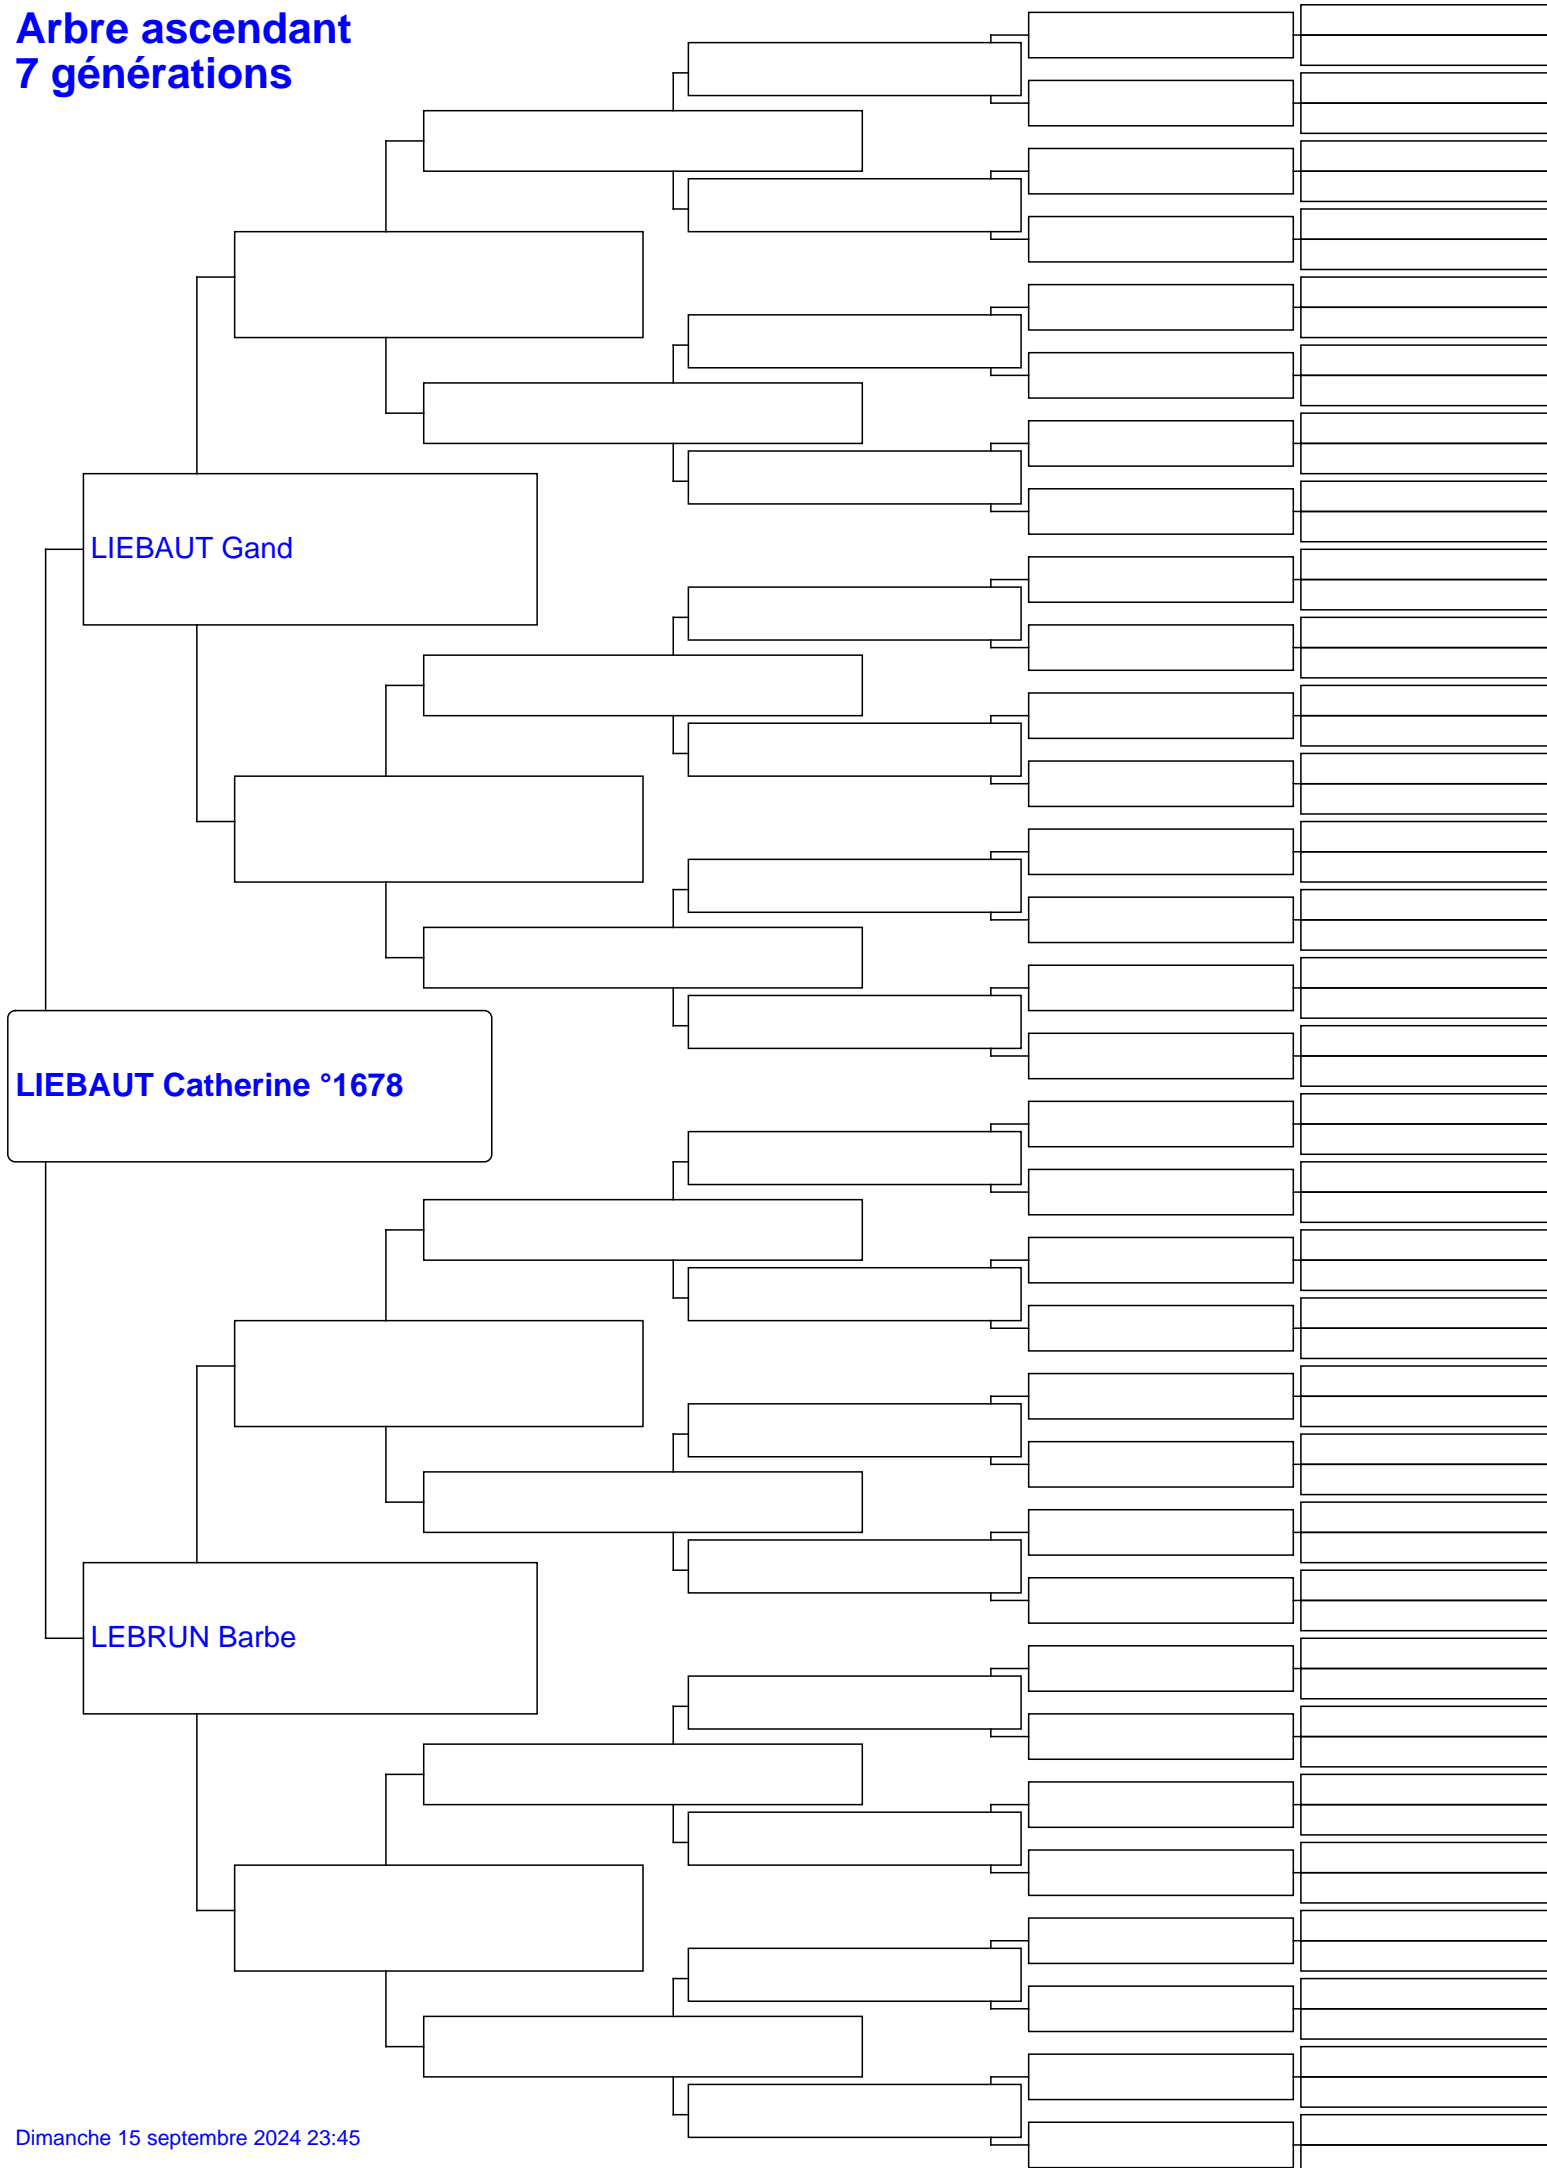 Arbre ascendant
7 générations
LIEBAUT Gand
LIEBAUT Catherine °1678
LEBRUN Barbe
Dimanche 15 septembre 2024 23:45